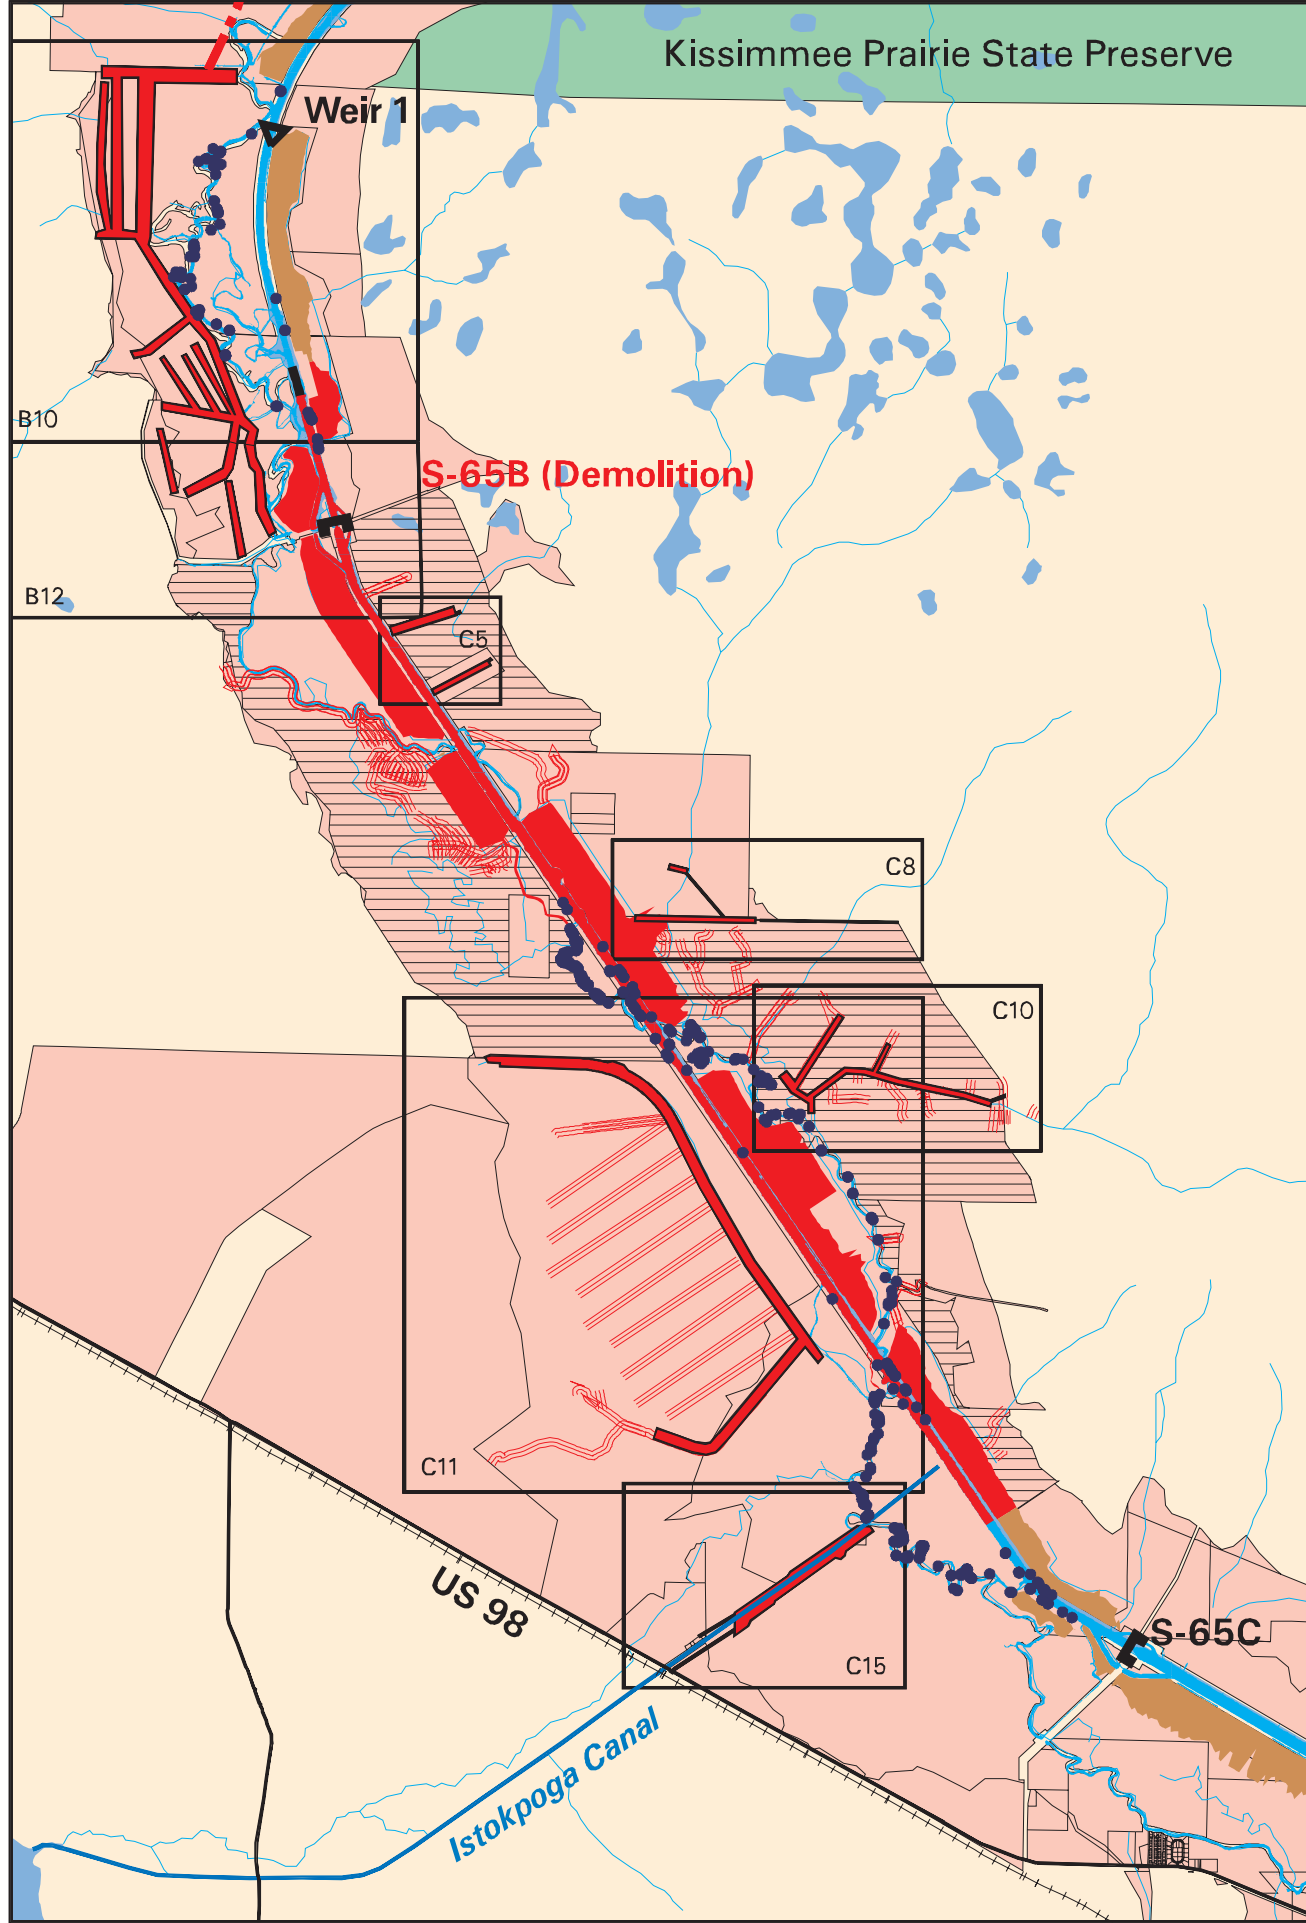 Kissimmee Prairie State Preserve
Weir 1
B10
S-65B (Demolition)
B12
C5
C8
C10
C11
US 98
S-65C
C15
Istokpoga Canal